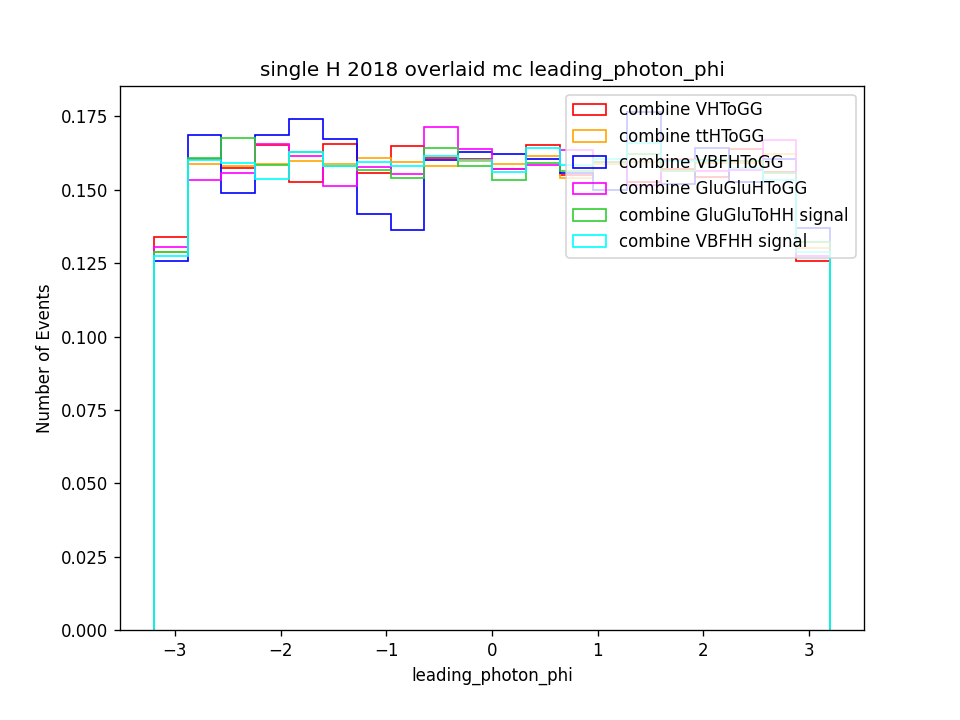 single H 2018 overlaid mc leading_photon_phi
combine VHToGG
combine ttHToGG
combine VBFHToGG
combine GluGluHToGG
combine GluGluToHH signal
combine VBFHH signal
0.175
0.150
0.125
0.100
0.075
0.050
0.025
0.000
Number of Events
−3
−2
−1
0
1
2
3
leading_photon_phi